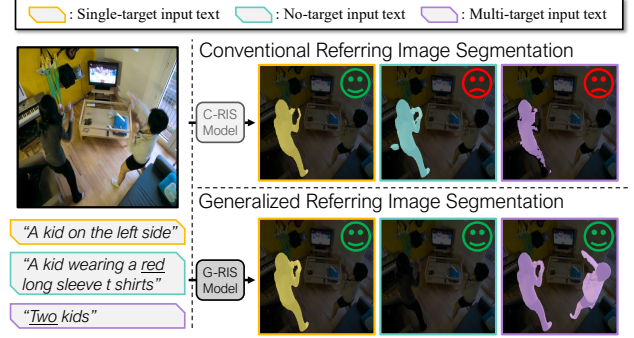 : Single-target input text : No-target input text : Multi-target input text
Conventional Referring Image Segmentation
C-RIS
Model
Generalized Referring Image Segmentation
"A kid on the left side"
"A kid wearing a red
long sleeve t shirts"
"Two kids"
G-RIS
Model